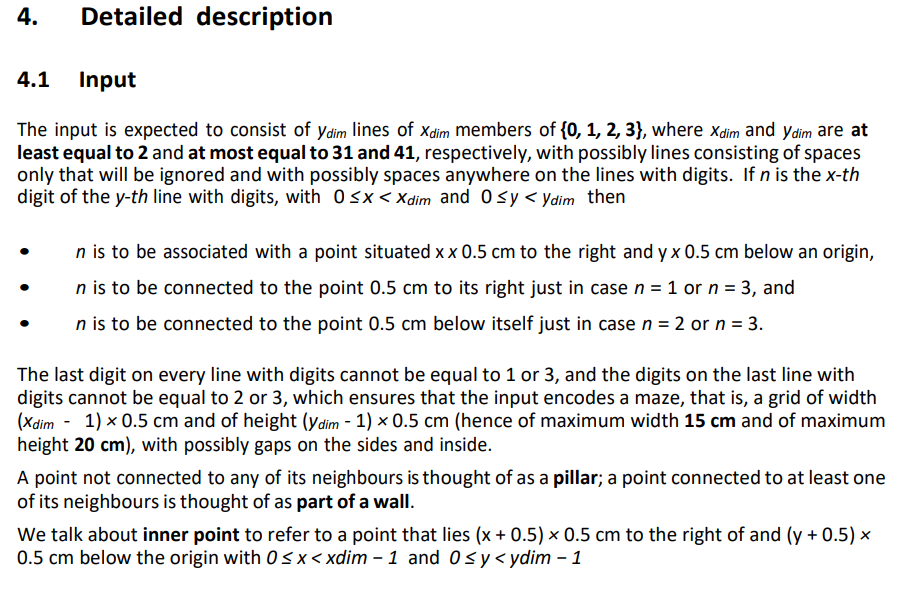 4. Detailed description
4.1 Input
The input is expected to consist of ydim lines of xdim members of {0, 1, 2, 3}, where xdim and ydim are at
least equal to 2 and at most equal to 31 and 41, respectively, with possibly lines consisting of spaces
only that will be ignored and with possibly spaces anywhere on the lines with digits. If n is the x-th
digit of the y-th line with digits, with 0 ≤ x < xdim and 0 ≤ y < ydim then
• n is to be associated with a point situated x x 0.5 cm to the right and y x 0.5 cm below an origin,
• n is to be connected to the point 0.5 cm to its right just in case n = 1 or n = 3, and
• n is to be connected to the point 0.5 cm below itself just in case n = 2 or n = 3.
The last digit on every line with digits cannot be equal to 1 or 3, and the digits on the last line with
digits cannot be equal to 2 or 3, which ensures that the input encodes a maze, that is, a grid of width
(xdim - 1) × 0.5 cm and of height (ydim - 1) × 0.5 cm (hence of maximum width 15 cm and of maximum
height 20 cm), with possibly gaps on the sides and inside.
A point not connected to any of its neighbours is thought of as a pillar; a point connected to at least one
of its neighbours is thought of as part of a wall.
We talk about inner point to refer to a point that lies (x + 0.5) × 0.5 cm to the right of and (y + 0.5) ×
0.5 cm below the origin with 0 ≤ x < xdim − 1 and 0 ≤ y < ydim − 1